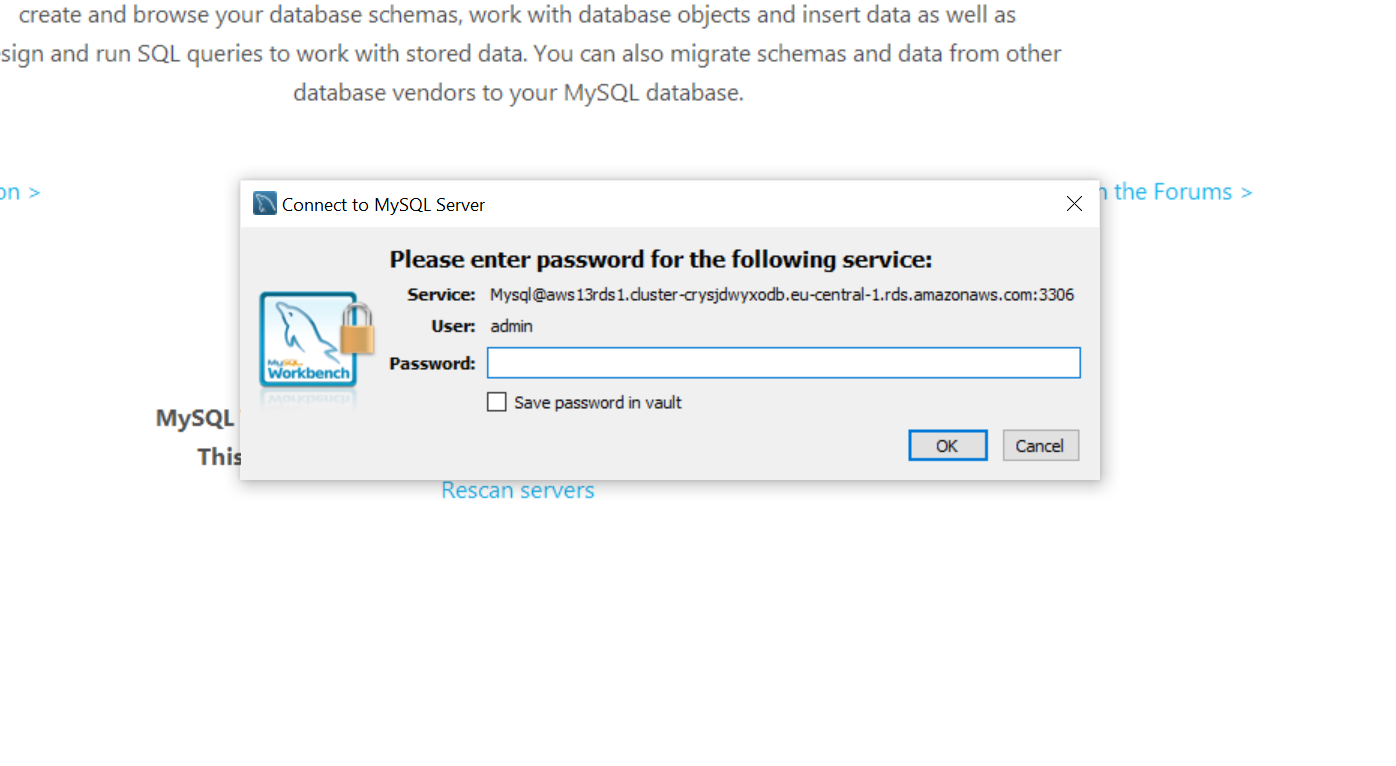 create and browse your database schemas, work with database objects and insert data as well as
sign and run SQL queries to work with stored data. You can also migrate schemas and data from other
database vendors to your MySQL database.
on >
the Forums >
Connect to MySQL Server
Please enter password for the following service:
Service: Mysql@aws13rds1.cluster-crysjdwyxodb.eu-central-1.rds.amazonaws.com:3306
User: admin
Password:
MySQL Workbench
Save password in vault
OK Cancel
MySQL
This
Rescan servers